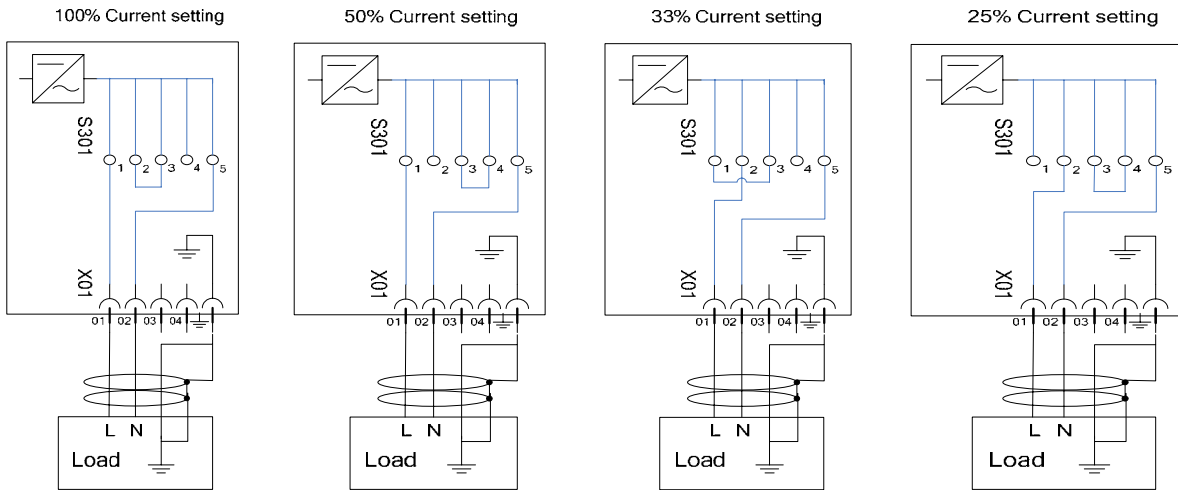 100% Current setting
50% Current setting
33% Current setting
25% Current setting
S301
1 2 3 4 5
S301
1 2 3 4 5
S301
1 2 3 4 5
S301
1 2 3 4 5
X01
01 02 03 04
X01
01 02 03 04
X01
01 02 03 04
X01
01 02 03 04
L N
Load
L N
Load
L N
Load
L N
Load